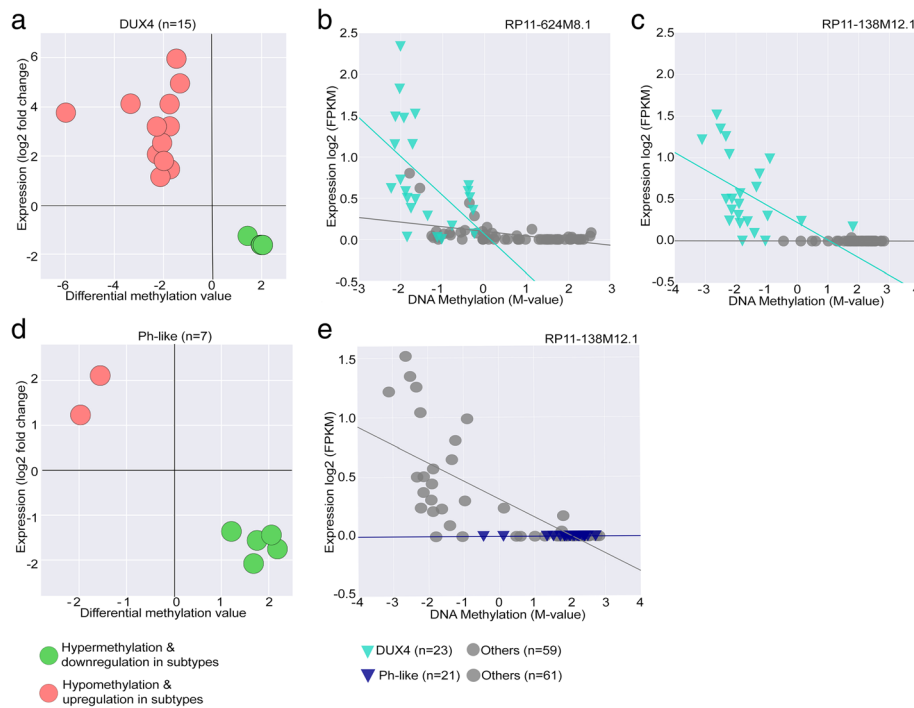 a
DUX4 (n=15)
Expression (log2 fold change)
6
4
2
0
-2
-6
-4
-2
0
2
Differential methylation value
b
RP11-624M8.1
Expression log2 (FPKM)
2.5
2.0
1.5
1.0
0.5
0.0
-0.5
-3
-2
-1
0
1
2
3
DNA Methylation (M-value)
c
RP11-138M12.1
Expression log2 (FPKM)
2.5
2.0
1.5
1.0
0.5
0.0
-0.5
-4
-3
-2
-1
0
1
2
3
4
DNA Methylation (M-value)
d
Ph-like (n=7)
Expression (log2 fold change)
2
1
0
-1
-2
-2
-1
0
1
2
Differential methylation value
e
RP11-138M12.1
Expression log2 (FPKM)
1.5
1.0
0.5
0.0
-0.5
-4
-3
-2
-1
0
1
2
3
4
DNA Methylation (M-value)
Hypermethylation &
downregulation in subtypes
Hypomethylation &
upregulation in subtypes
DUX4 (n=23)
Others (n=59)
Ph-like (n=21)
Others (n=61)